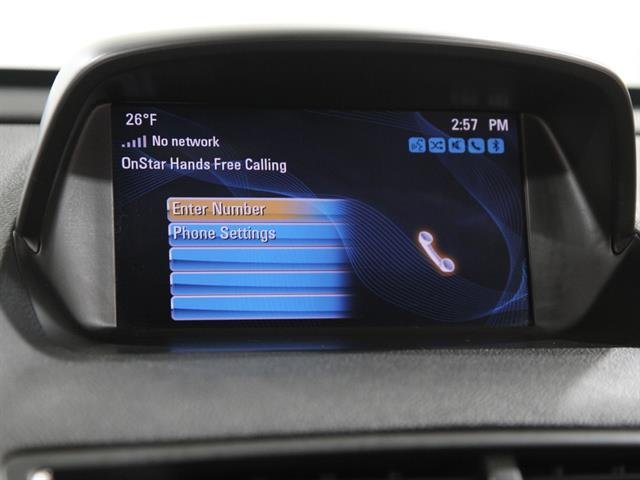 26°F 2:57 PM
No network
OnStar Hands Free Calling
Enter Number
Phone Settings